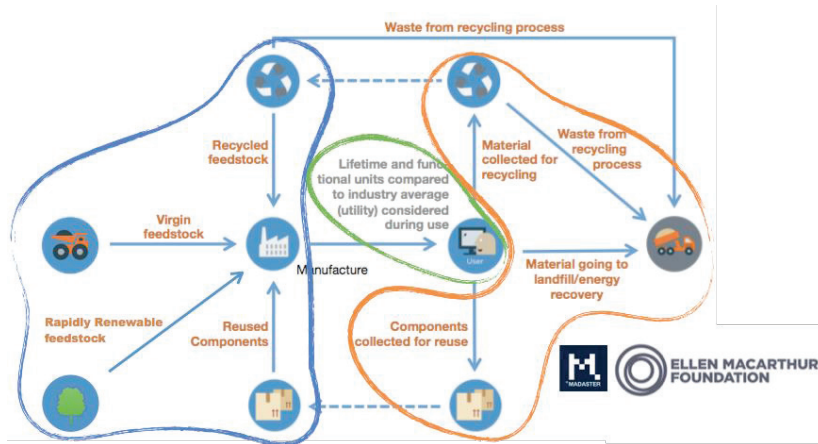 Waste from recycling process
Recycled
feedstock
Lifetime and func
tional units compared
to industry average
(utility) considered
during use
Material
collected for
recycling
Waste from
recycling
process
Virgin
feedstock
Manufacture
User
Material going to
landfill/energy
recovery
Rapidly Renewable
feedstock
Reused
Components
Components
collected for reuse
M.
MADASTER
ELLEN MACARTHUR
FOUNDATION